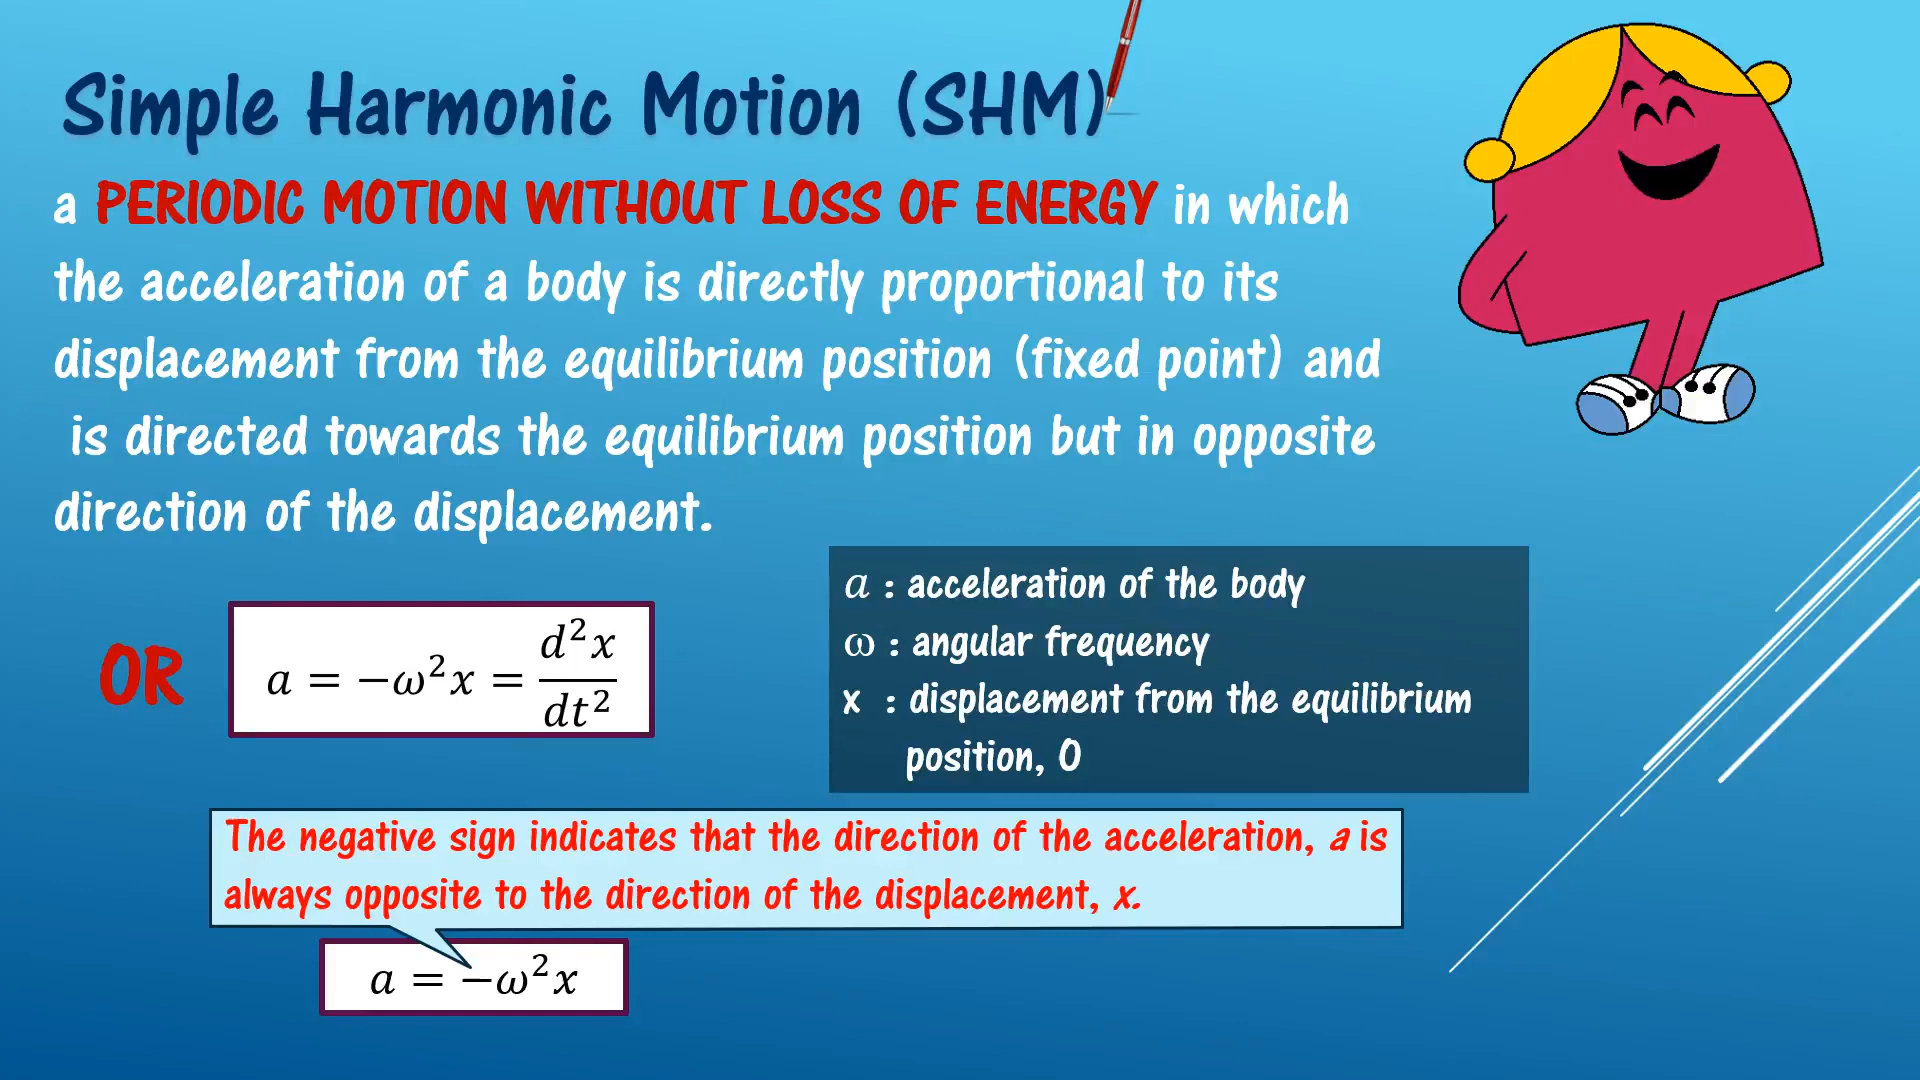 Simple Harmonic Motion (SHM)
a PERIODIC MOTION WITHOUT LOSS OF ENERGY in which
the acceleration of a body is directly proportional to its
displacement from the equilibrium position (fixed point) and
is directed towards the equilibrium position but in opposite
direction of the displacement.
OR
a = −ω²x = d²x/dt²
a : acceleration of the body
ω : angular frequency
x : displacement from the equilibrium
position, O
The negative sign indicates that the direction of the acceleration, a is
always opposite to the direction of the displacement, x.
a = −ω²x